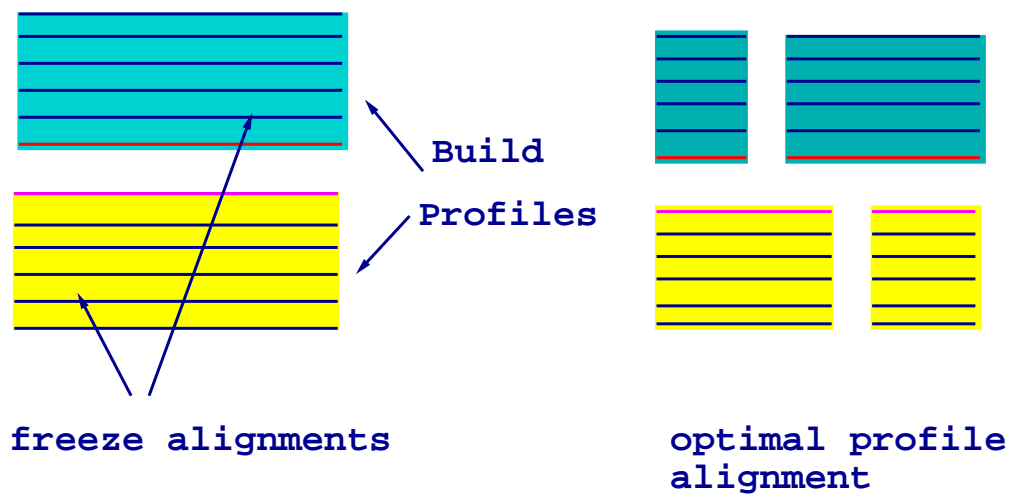 Build
Profiles
freeze alignments
optimal profile
alignment